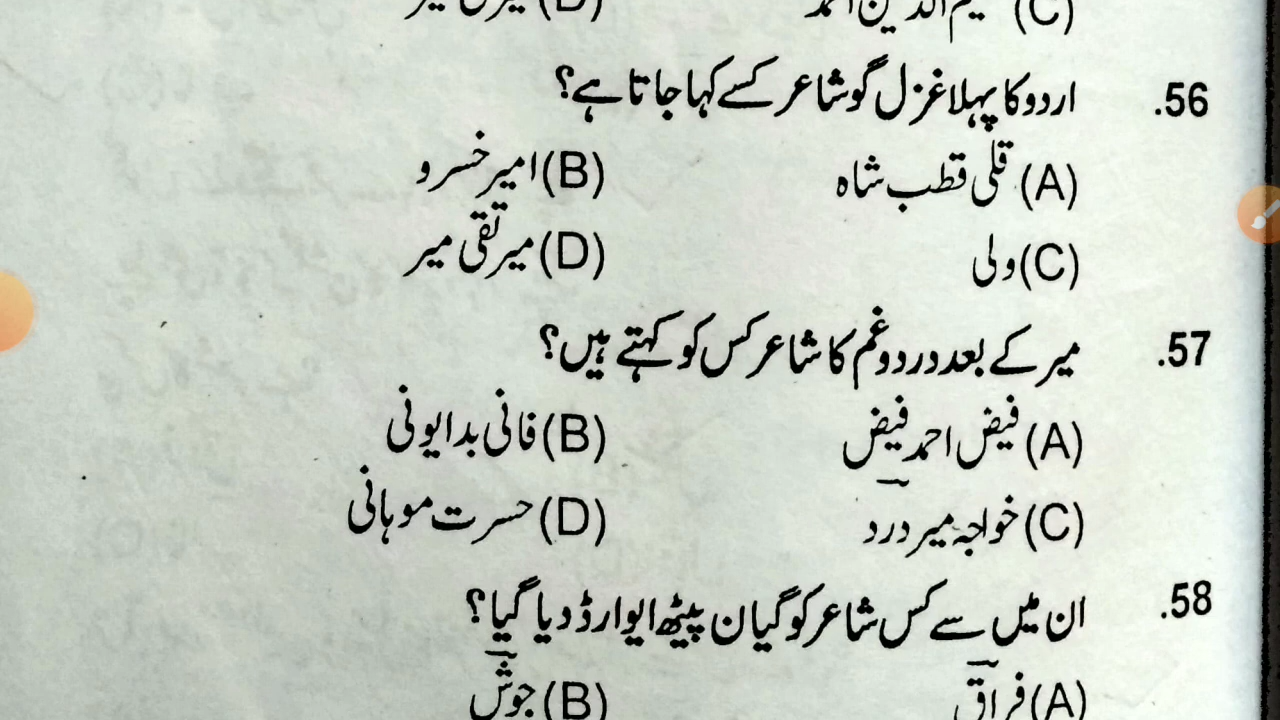 (C)
(D)
56. اردو کا پہلا غزل گو شاعر کسے کہا جاتا ہے؟
(A) قلی قطب شاہ (B) امیر خسرو
(C) ولی (D) میر تقی میر
57. میر کے بعد درد و غم کا شاعر کس کو کہتے ہیں؟
(A) فیض احمد فیض (B) فانی بدایونی
(C) خواجہ میر درد (D) حسرت موہانی
58. ان میں سے کس شاعر کو گیان پیٹھ ایوارڈ دیا گیا؟
(A) فراق (B) جوش